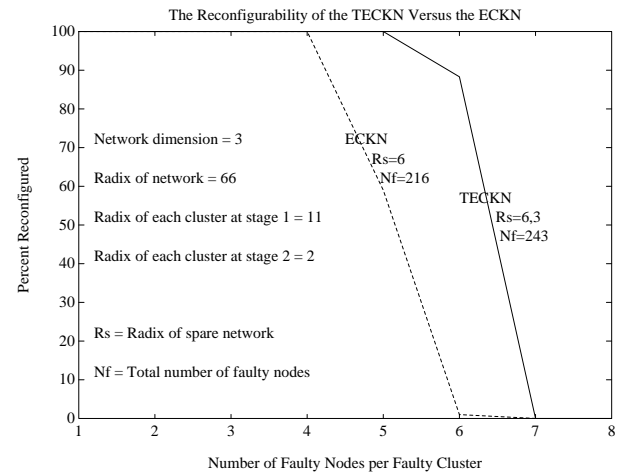 The Reconfigurability of the TECKN Versus the ECKN
100
90
80
70
60
50
40
30
20
10
0
Percent Reconfigured
Network dimension = 3
Radix of network = 66
Radix of each cluster at stage 1 = 11
Radix of each cluster at stage 2 = 2
Rs = Radix of spare network
Nf = Total number of faulty nodes
ECKN
Rs=6
Nf=216
TECKN
Rs=6,3
Nf=243
1 2 3 4 5 6 7 8
Number of Faulty Nodes per Faulty Cluster